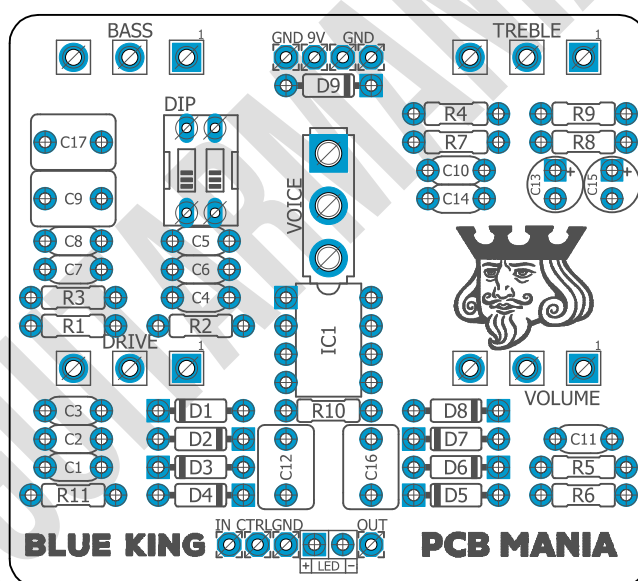 BASS 1
GND 9V GND
TREBLE 1
D9
DIP
R4 R9
R7 R8
C17
C10
C13 + C15 +
C14
C9
VOICE
C8 C5
C7 C6
R3 C4
R1 R2
IC1
DRIVE 1
1
VOLUME
C3 D1 R10 D8
C2 D2 D7 C11
C12 C16
C1 D3 D6 R5
R11 D4 D5 R6
IN CTRL GND OUT
BLUE KING + LED - PCB MANIA
GUITARMANIA